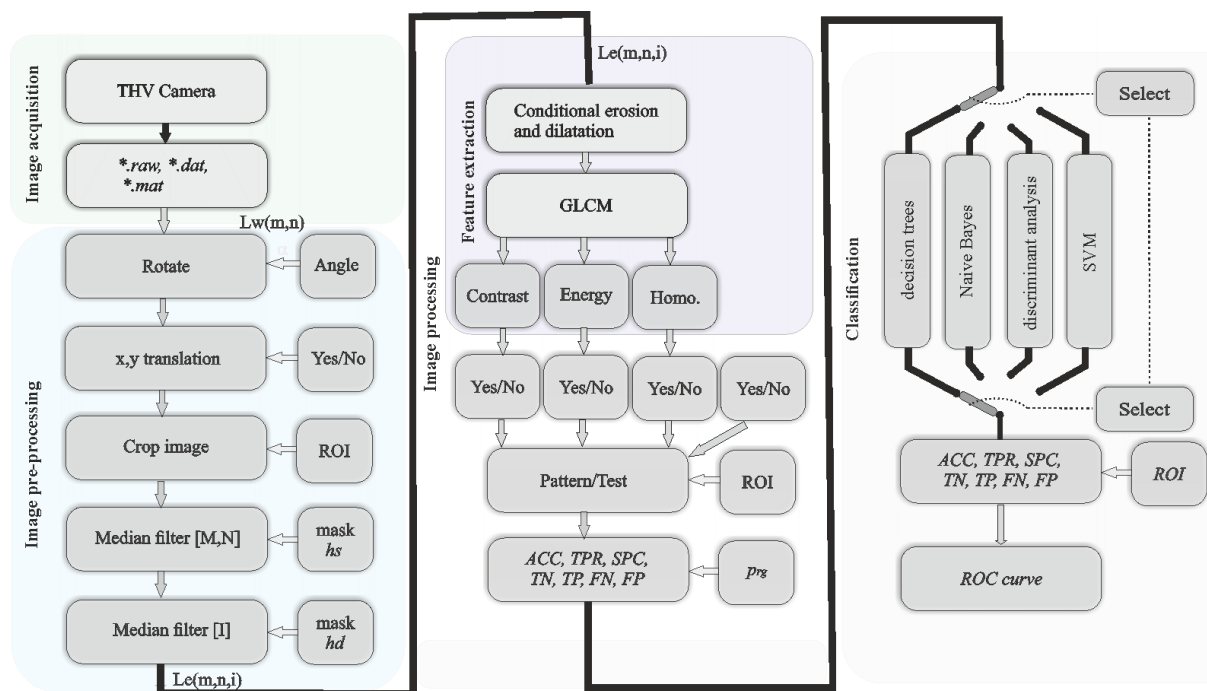 Image acquisition
THV Camera
*.raw, *.dat,
*.mat
Lw(m,n)
Image pre-processing
Rotate
Angle
x,y translation
Yes/No
Crop image
ROI
Median filter [M,N]
mask
hs
Median filter [I]
mask
hd
Le(m,n,i)
Le(m,n,i)
Image processing
Feature extraction
Conditional erosion
and dilatation
GLCM
Contrast
Energy
Homo.
Yes/No
Yes/No
Yes/No
Yes/No
Pattern/Test
ROI
ACC, TPR, SPC,
TN, TP, FN, FP
prg
Classification
Select
decision trees
Naive Bayes
discriminant analysis
SVM
Select
ACC, TPR, SPC,
TN, TP, FN, FP
ROI
ROC curve